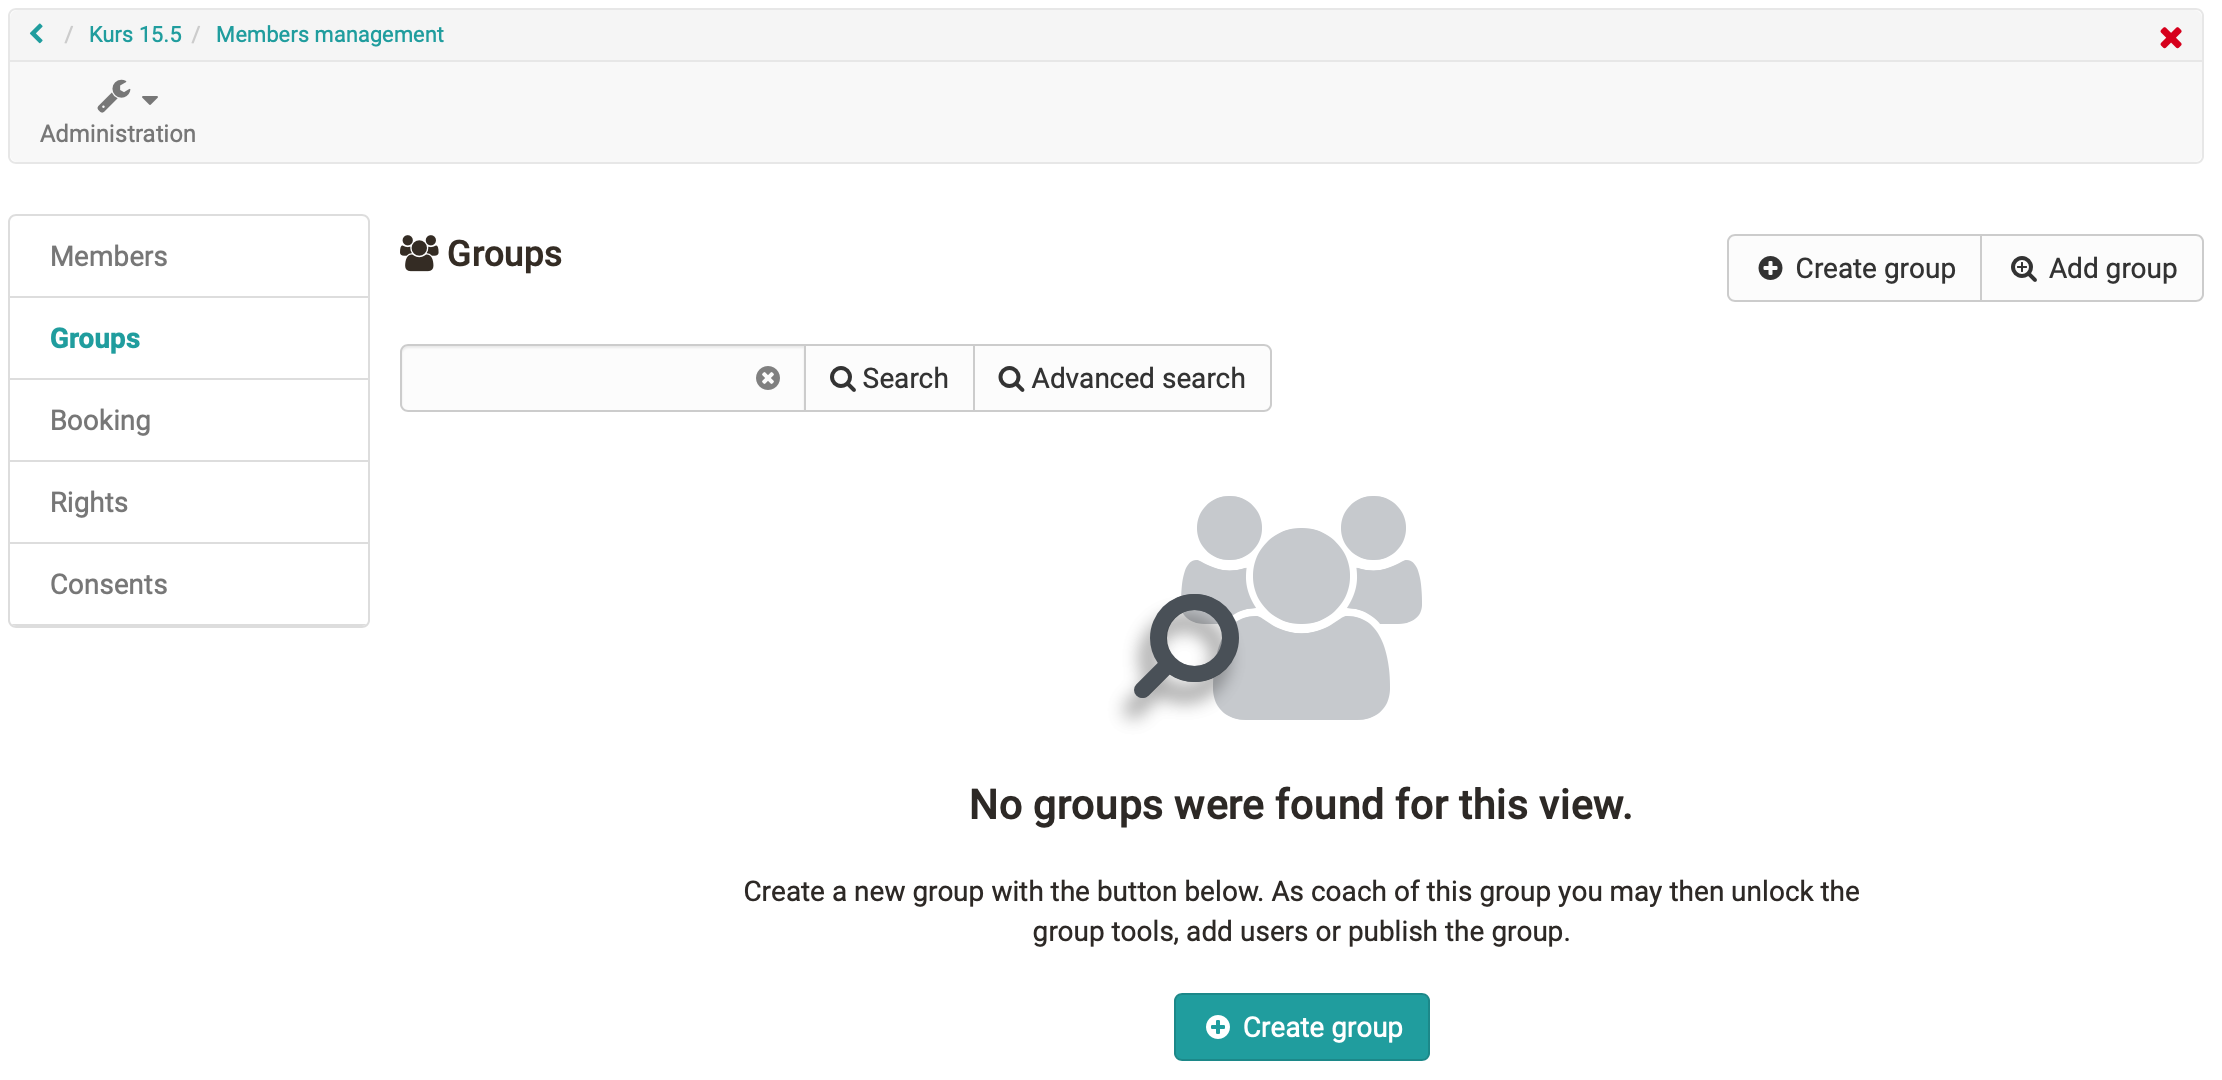 / Kurs 15.5 / Members management
Administration
Members
Groups
Booking
Rights
Consents
Groups
Create group
Add group
Search
Advanced search
No groups were found for this view.
Create a new group with the button below. As coach of this group you may then unlock the
group tools, add users or publish the group.
Create group